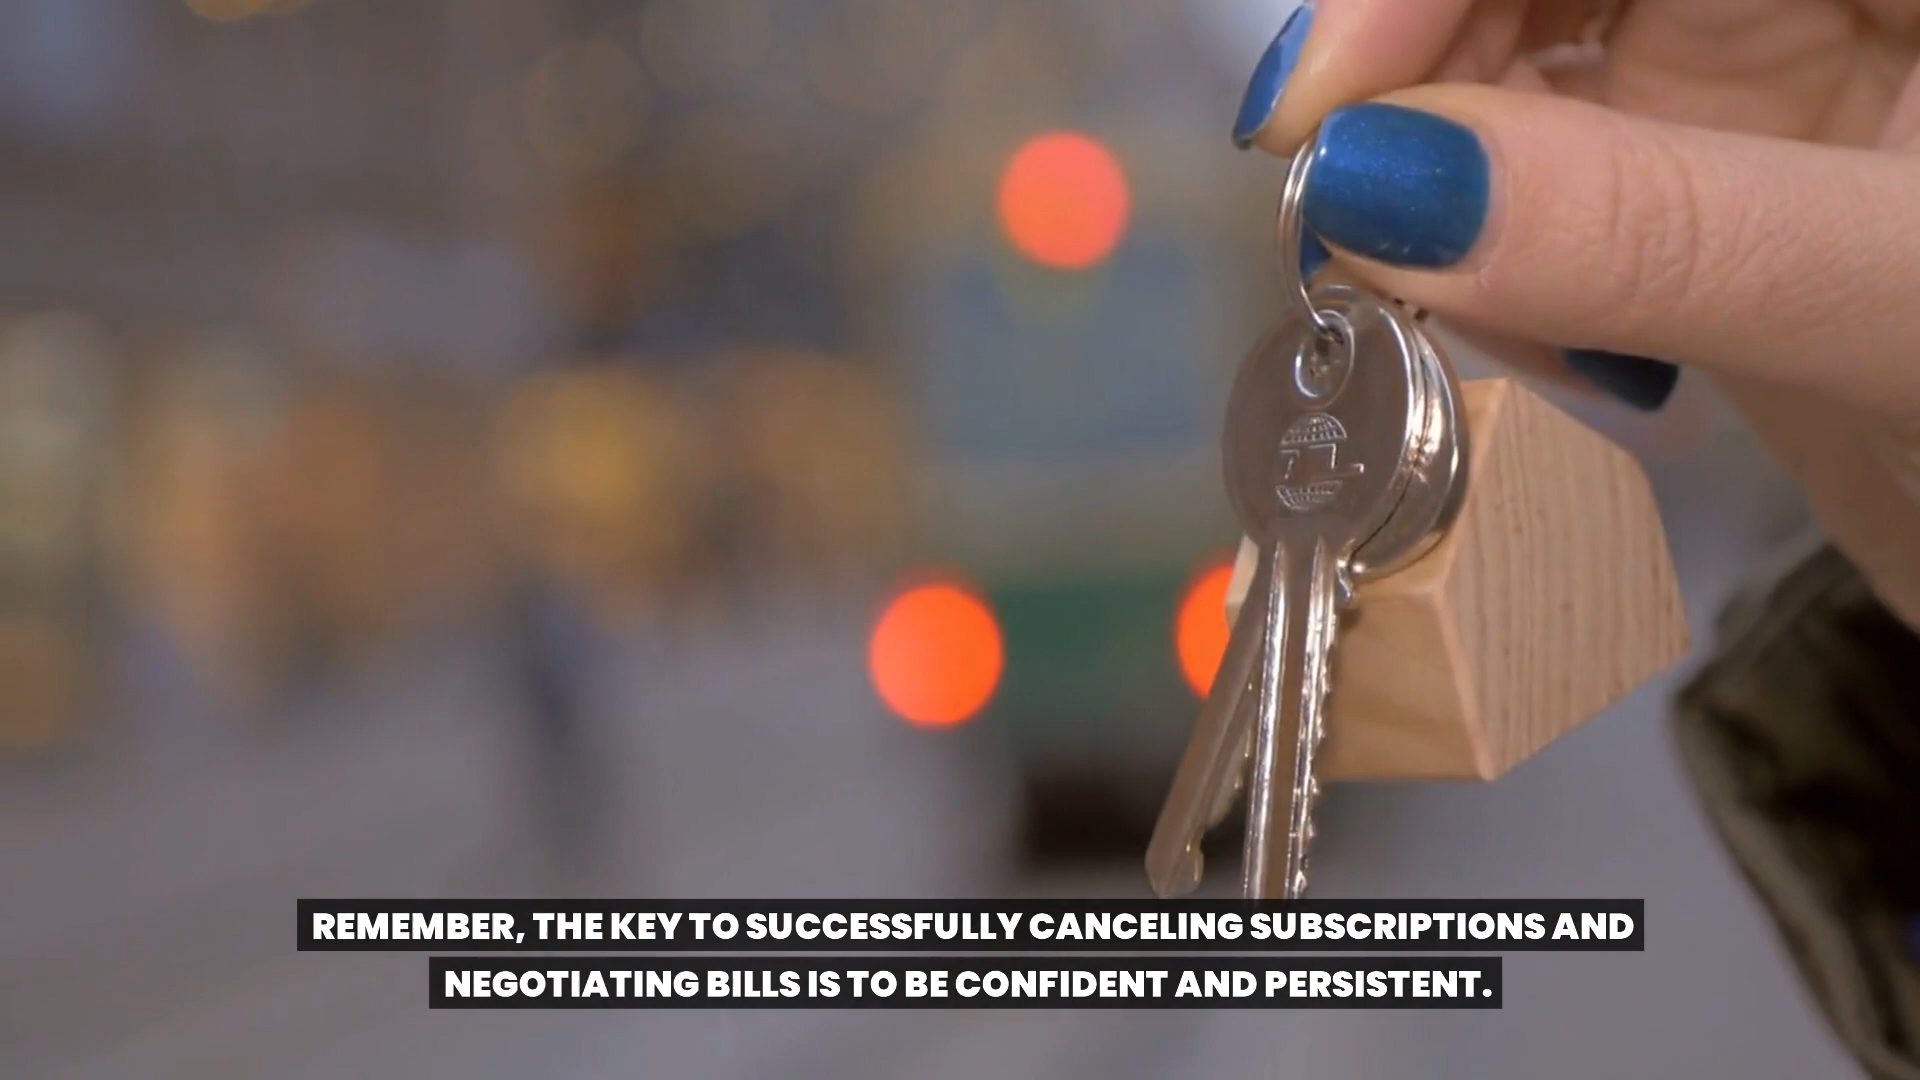 REMEMBER, THE KEY TO SUCCESSFULLY CANCELING SUBSCRIPTIONS AND
NEGOTIATING BILLS IS TO BE CONFIDENT AND PERSISTENT.